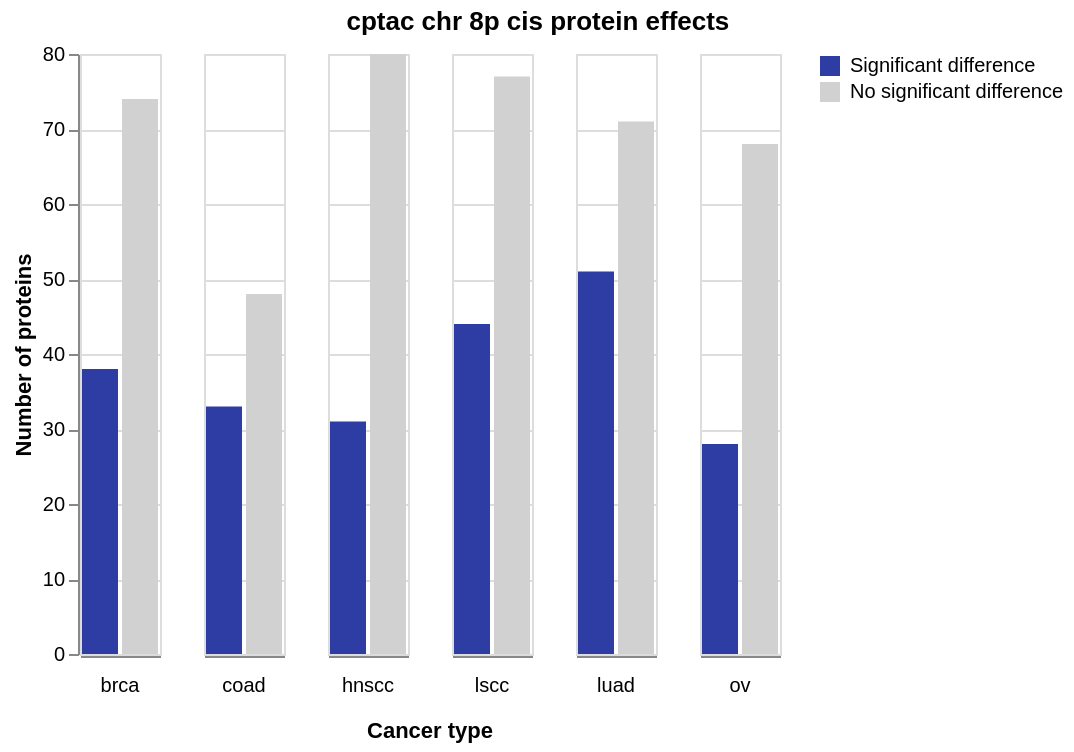 cptac chr 8p cis protein effects
80
70
60
50
40
30
20
10
0
Number of proteins
brca
coad
hnscc
lscc
luad
ov
Cancer type
Significant difference
No significant difference